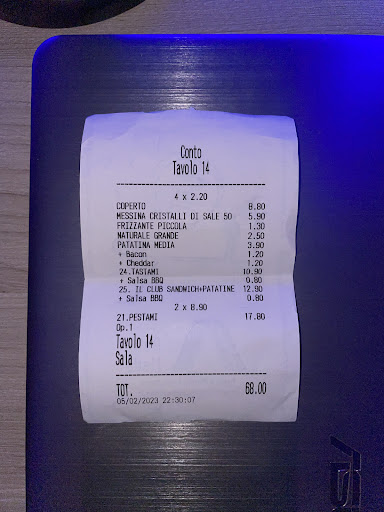 Conto
Tavolo 14
4 x 2.20
COPERTO 8.80
MESSINA CRISTALLI DI SALE 50 5.90
FRIZZANTE PICCOLA 1.30
NATURALE GRANDE 2.50
PATATINA MEDIA 3.90
+ Bacon 1.20
+ Cheddar 1.20
24.TASTAMI 10.90
+ Salsa BBQ 0.80
25. IL CLUB SANDWICH+PATATINE 12.90
+ Salsa BBQ 0.80
2 x 8.90
21.PESTAMI 17.80
Op.1
Tavolo 14
Sala
TOT. 68.00
05/02/2023 22:30:07